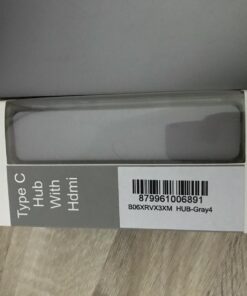 Type C
Hub
With
Hdmi
879961006891
B06XRVX3XM HUB-Gray4